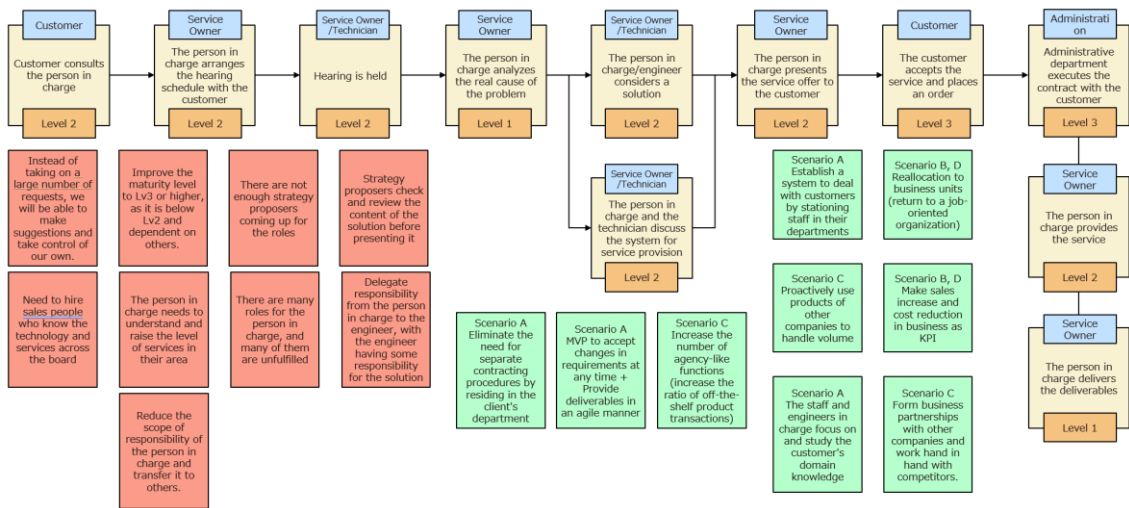 Customer
Customer consults
the person in
charge
Level 2
Service
Owner
The person in
charge arranges
the hearing
schedule with the
customer
Level 2
Service Owner
/Technician
Hearing is held
Level 2
Service
Owner
The person in
charge analyzes
the real cause of
the problem
Level 1
Service Owner
/Technician
The person in
charge/engineer
considers a
solution
Level 2
Service
Owner
The person in
charge presents
the service offer to
the customer
Level 2
Customer
The customer
accepts the
service and places
an order
Level 3
Administrati
on
Administrative
department
executes the
contract with the
customer
Level 3
Service Owner
/Technician
The person in
charge and the
technician discuss
the system for
service provision
Level 2
Service
Owner
The person in
charge provides
the service
Level 2
Service
Owner
The person in
charge delivers
the deliverables
Level 1
Instead of
taking on a
large number of
requests, we
will be able to
make
suggestions and
take control of
our own.
Improve the
maturity level
to Lv3 or higher,
as it is below
Lv2 and
dependent on
others.
There are not
enough strategy
proposers
coming up for
the roles
Strategy
proposers check
and review the
content of the
solution before
presenting it
Need to hire
sales people
who know the
technology and
services across
the board
The person in
charge needs to
understand and
raise the level
of services in
their area
There are many
roles for the
person in
charge, and
many of them
are unfulfilled
Delegate
responsibility
from the person
in charge to the
engineer, with
the engineer
having some
responsibility
for the solution
Reduce the
scope of
responsibility of
the person in
charge and
transfer it to
others.
Scenario A
Eliminate the
need for
separate
contracting
procedures by
residing in the
client's
department
Scenario A
MVP to accept
changes in
requirements at
any time +
Provide
deliverables in
an agile manner
Scenario C
Increase the
number of
agency-like
functions
(increase the
ratio of off-the-
shelf product
transactions)
Scenario A
Establish a
system to deal
with customers
by stationing
staff in their
departments
Scenario B, D
Reallocation to
business units
(return to a job-
oriented
organization)
Scenario C
Proactively use
products of
other
companies to
handle volume
Scenario B, D
Make sales
increase and
cost reduction
in business as
KPI
Scenario A
The staff and
engineers in
charge focus on
and study the
customer's
domain
knowledge
Scenario C
Form business
partnerships
with other
companies and
work hand in
hand with
competitors.